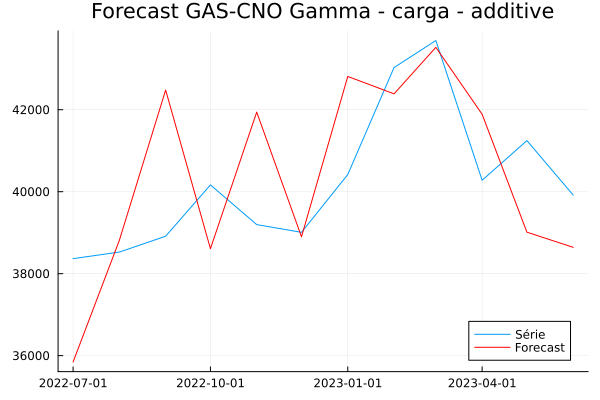 Forecast GAS-CNO Gamma - carga - additive
42000
40000
38000
36000
2022-07-01
2022-10-01
2023-01-01
2023-04-01
Série
Forecast